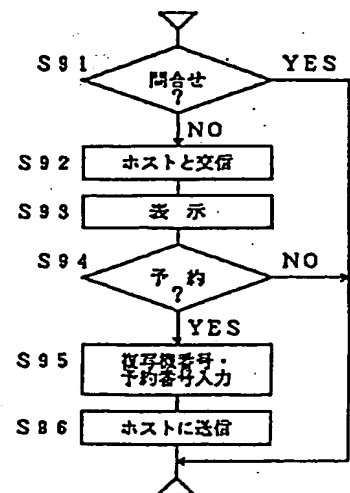 S91
問合せ
?
YES
NO
S92
ホストと交信
S93
表示
S94
予約
?
NO
YES
S95
複写機番号・
予約番号入力
S86
ホストに送信